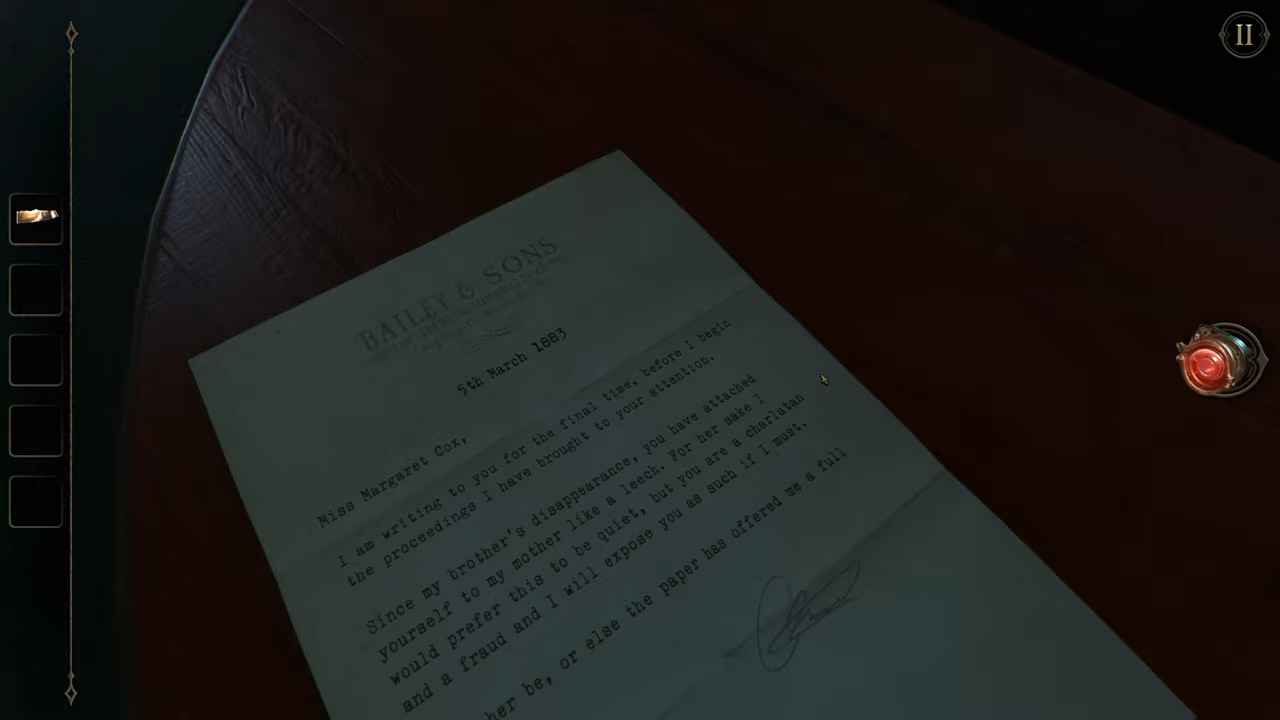 BAILEY & SONS
5th March 1883
Miss Margaret Cox,
I am writing to you for the final time, before I begin
the proceedings I have brought to your attention.
Since my brother's disappearance, you have attached
yourself to my mother like a leech. For her sake I
would prefer this to be quiet, but you are a charlatan
and a fraud and I will expose you as such if I must.
her be, or else the paper has offered me a full